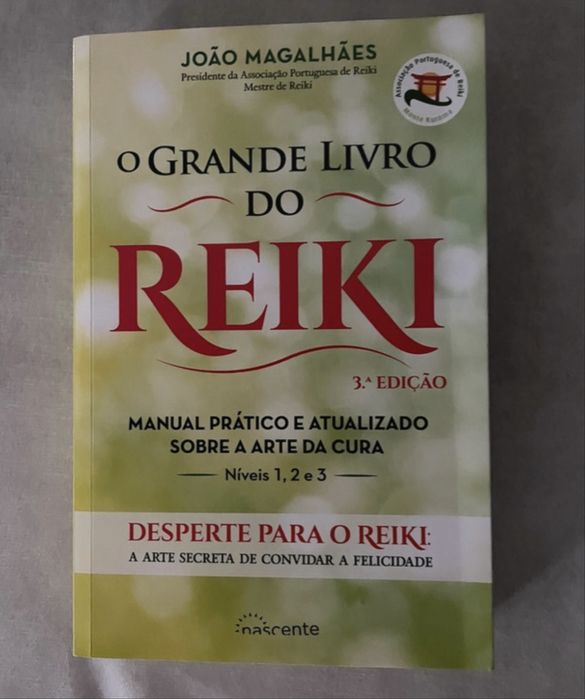 JOÃO MAGALHÃES
Presidente da Associação Portuguesa de Reiki
Mestre de Reiki
Associação Portuguesa de Reiki
Monte Kurama
O GRANDE LIVRO
DO
REIKI
3.ª EDIÇÃO
MANUAL PRÁTICO E ATUALIZADO
SOBRE A ARTE DA CURA
Níveis 1, 2 e 3
DESPERTE PARA O REIKI:
A ARTE SECRETA DE CONVIDAR A FELICIDADE
nascente